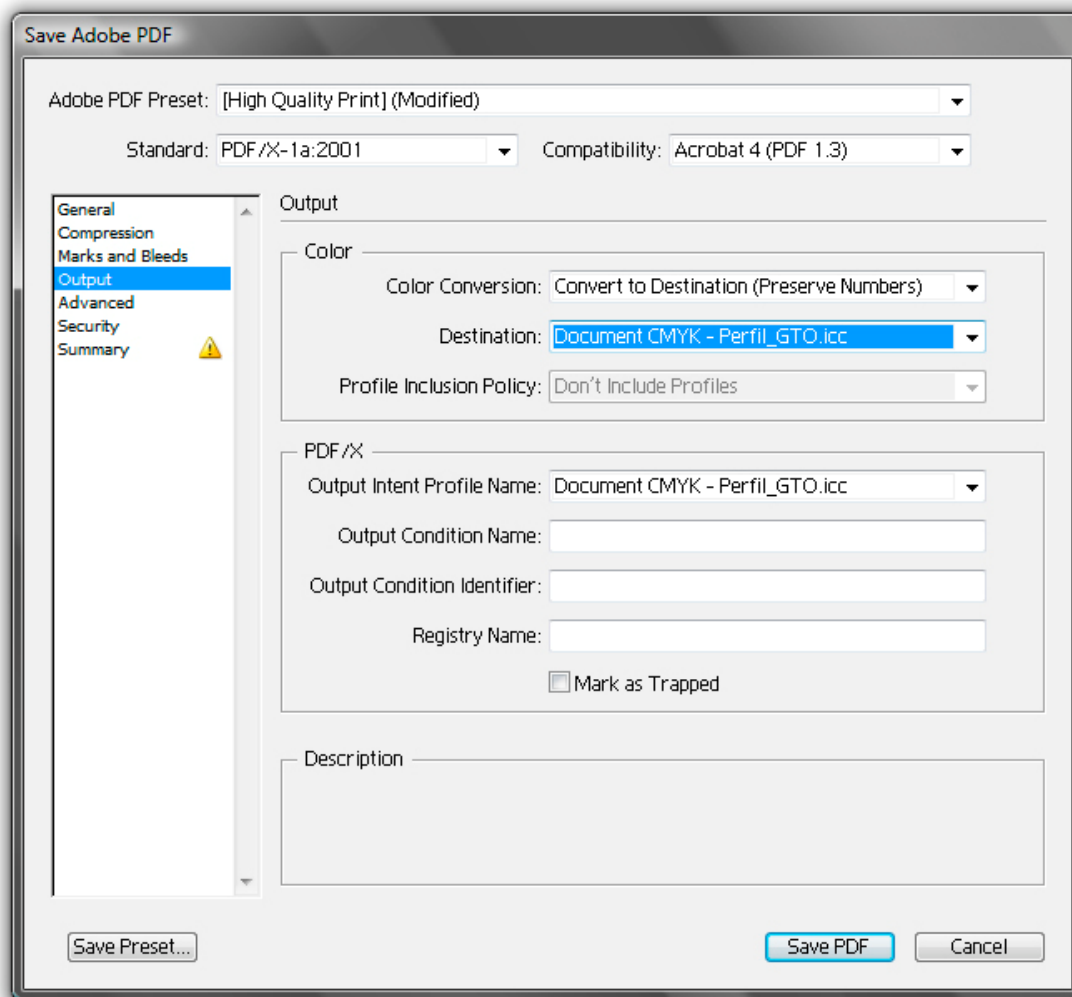 Save Adobe PDF
Adobe PDF Preset: [High Quality Print] (Modified)
Standard: PDF/X-1a:2001 Compatibility: Acrobat 4 (PDF 1.3)
General
Compression
Marks and Bleeds
Output
Advanced
Security
Summary
Output
Color
Color Conversion: Convert to Destination (Preserve Numbers)
Destination: Document CMYK - Perfil_GTO.icc
Profile Inclusion Policy: Don't Include Profiles
PDF/X
Output Intent Profile Name: Document CMYK - Perfil_GTO.icc
Output Condition Name:
Output Condition Identifier:
Registry Name:
Mark as Trapped
Description
Save Preset...
Save PDF
Cancel